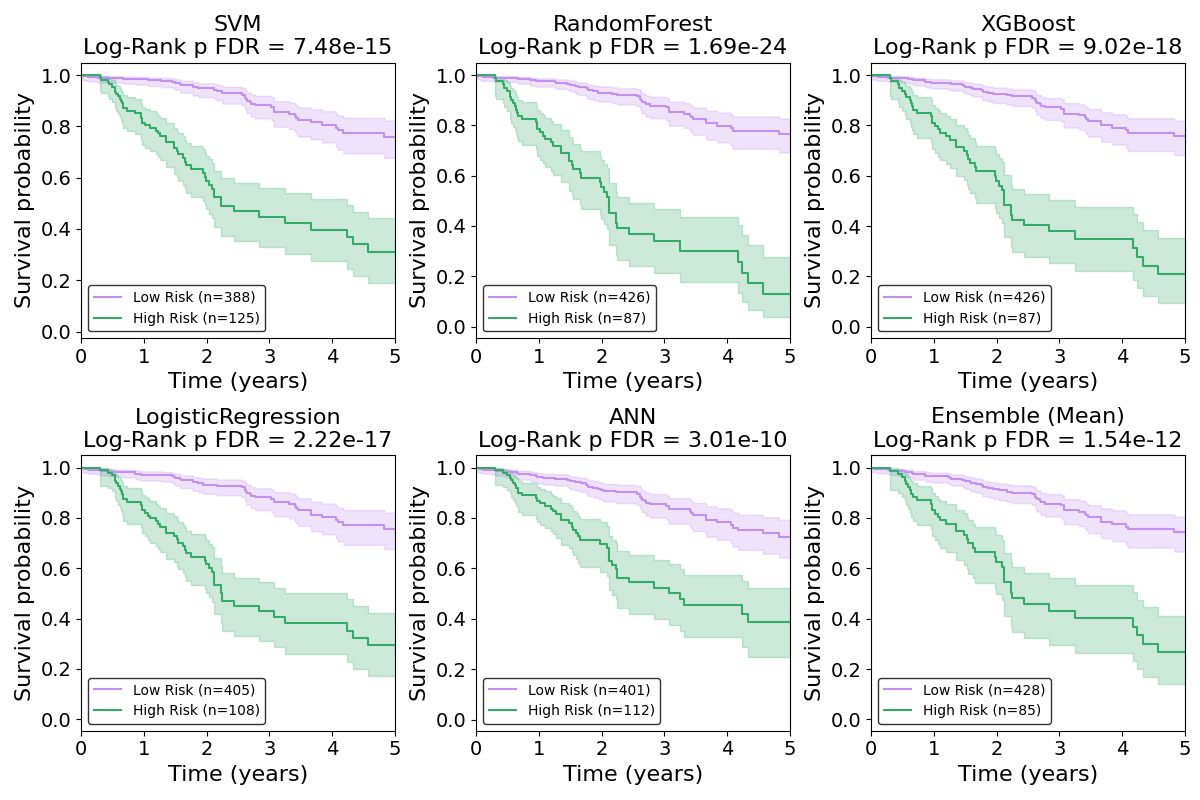 SVM
Log-Rank p FDR = 7.48e-15
Survival probability
1.0
0.8
0.6
0.4
0.2
0.0
Low Risk (n=388)
High Risk (n=125)
0 1 2 3 4 5
Time (years)
RandomForest
Log-Rank p FDR = 1.69e-24
Survival probability
1.0
0.8
0.6
0.4
0.2
0.0
Low Risk (n=426)
High Risk (n=87)
0 1 2 3 4 5
Time (years)
XGBoost
Log-Rank p FDR = 9.02e-18
Survival probability
1.0
0.8
0.6
0.4
0.2
0.0
Low Risk (n=426)
High Risk (n=87)
0 1 2 3 4 5
Time (years)
LogisticRegression
Log-Rank p FDR = 2.22e-17
Survival probability
1.0
0.8
0.6
0.4
0.2
0.0
Low Risk (n=405)
High Risk (n=108)
0 1 2 3 4 5
Time (years)
ANN
Log-Rank p FDR = 3.01e-10
Survival probability
1.0
0.8
0.6
0.4
0.2
0.0
Low Risk (n=401)
High Risk (n=112)
0 1 2 3 4 5
Time (years)
Ensemble (Mean)
Log-Rank p FDR = 1.54e-12
Survival probability
1.0
0.8
0.6
0.4
0.2
0.0
Low Risk (n=428)
High Risk (n=85)
0 1 2 3 4 5
Time (years)